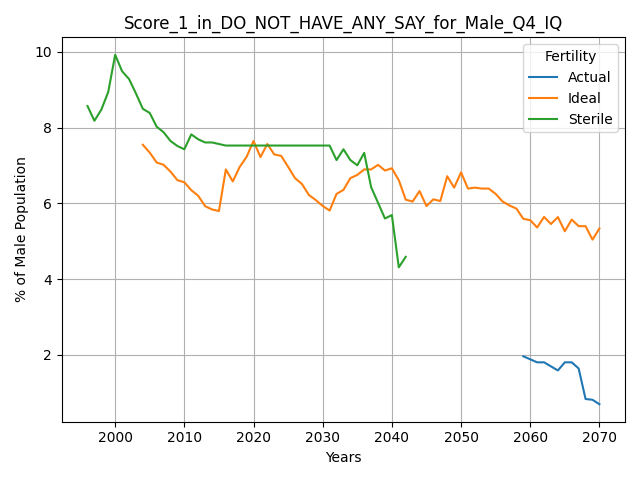 Score_1_in_DO_NOT_HAVE_ANY_SAY_for_Male_Q4_IQ
Fertility
Actual
Ideal
Sterile
% of Male Population
10
8
6
4
2
2000 2010 2020 2030 2040 2050 2060 2070
Years